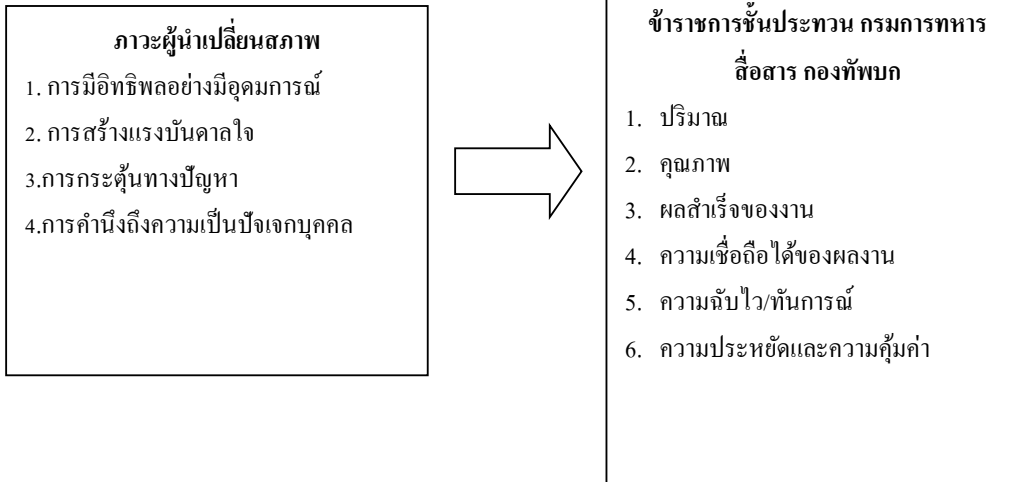 ภาวะผู้นำเปลี่ยนสภาพ
1. การมีอิทธิพลอย่างมีอุดมการณ์
2. การสร้างแรงบันดาลใจ
3.การกระตุ้นทางปัญหา
4.การคำนึงถึงความเป็นปัจเจกบุคคล
ข้าราชการชั้นประทวน กรมการทหาร
สื่อสาร กองทัพบก
1. ปริมาณ
2. คุณภาพ
3. ผลสำเร็จของงาน
4. ความเชื่อถือได้ของผลงาน
5. ความฉับไว/ทันการณ์
6. ความประหยัดและความคุ้มค่า